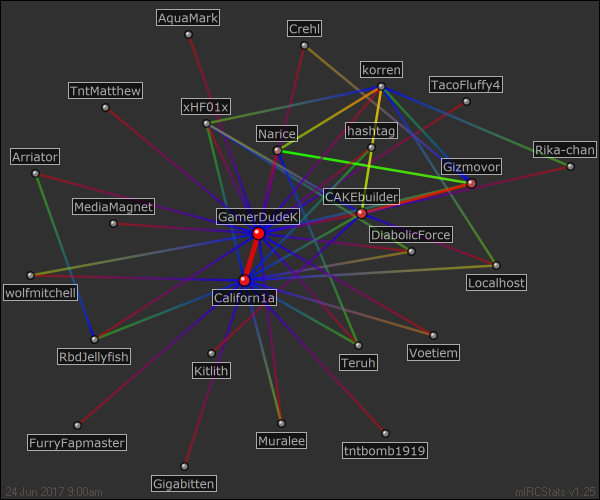 AquaMark
Crehl
korren
TntMatthew
TacoFluffy4
xHF01x
Narice
hashtag
Rika-chan
Arriator
Gizmovor
CAKEbuilder
MediaMagnet
GamerDudeK
DiabolicForce
wolfmitchell
Californ1a
Localhost
RbdJellyfish
Kitlith
Teruh
Voetiem
FurryFapmaster
Muralee
tntbomb1919
Gigabitten
24 Jun 2017 9:00am
mIRCStats v1.25